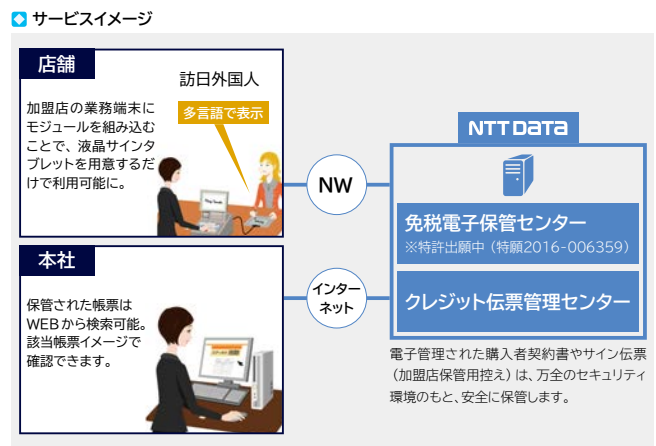 サービスイメージ
店舗
訪日外国人
加盟店の業務端末に
モジュールを組み込む
ことで、液晶サインタ
ブレットを用意するだ
けで利用可能に。
多言語で表示
NW
本社
保管された帳票は
WEBから検索可能。
該当帳票イメージで
確認できます。
インター
ネット
NTT DATA
免税電子保管センター
※特許出願中（特願2016-006359）
クレジット伝票管理センター
電子管理された購入者契約書やサイン伝票
（加盟店保管用控え）は、万全のセキュリティ
環境のもと、安全に保管します。